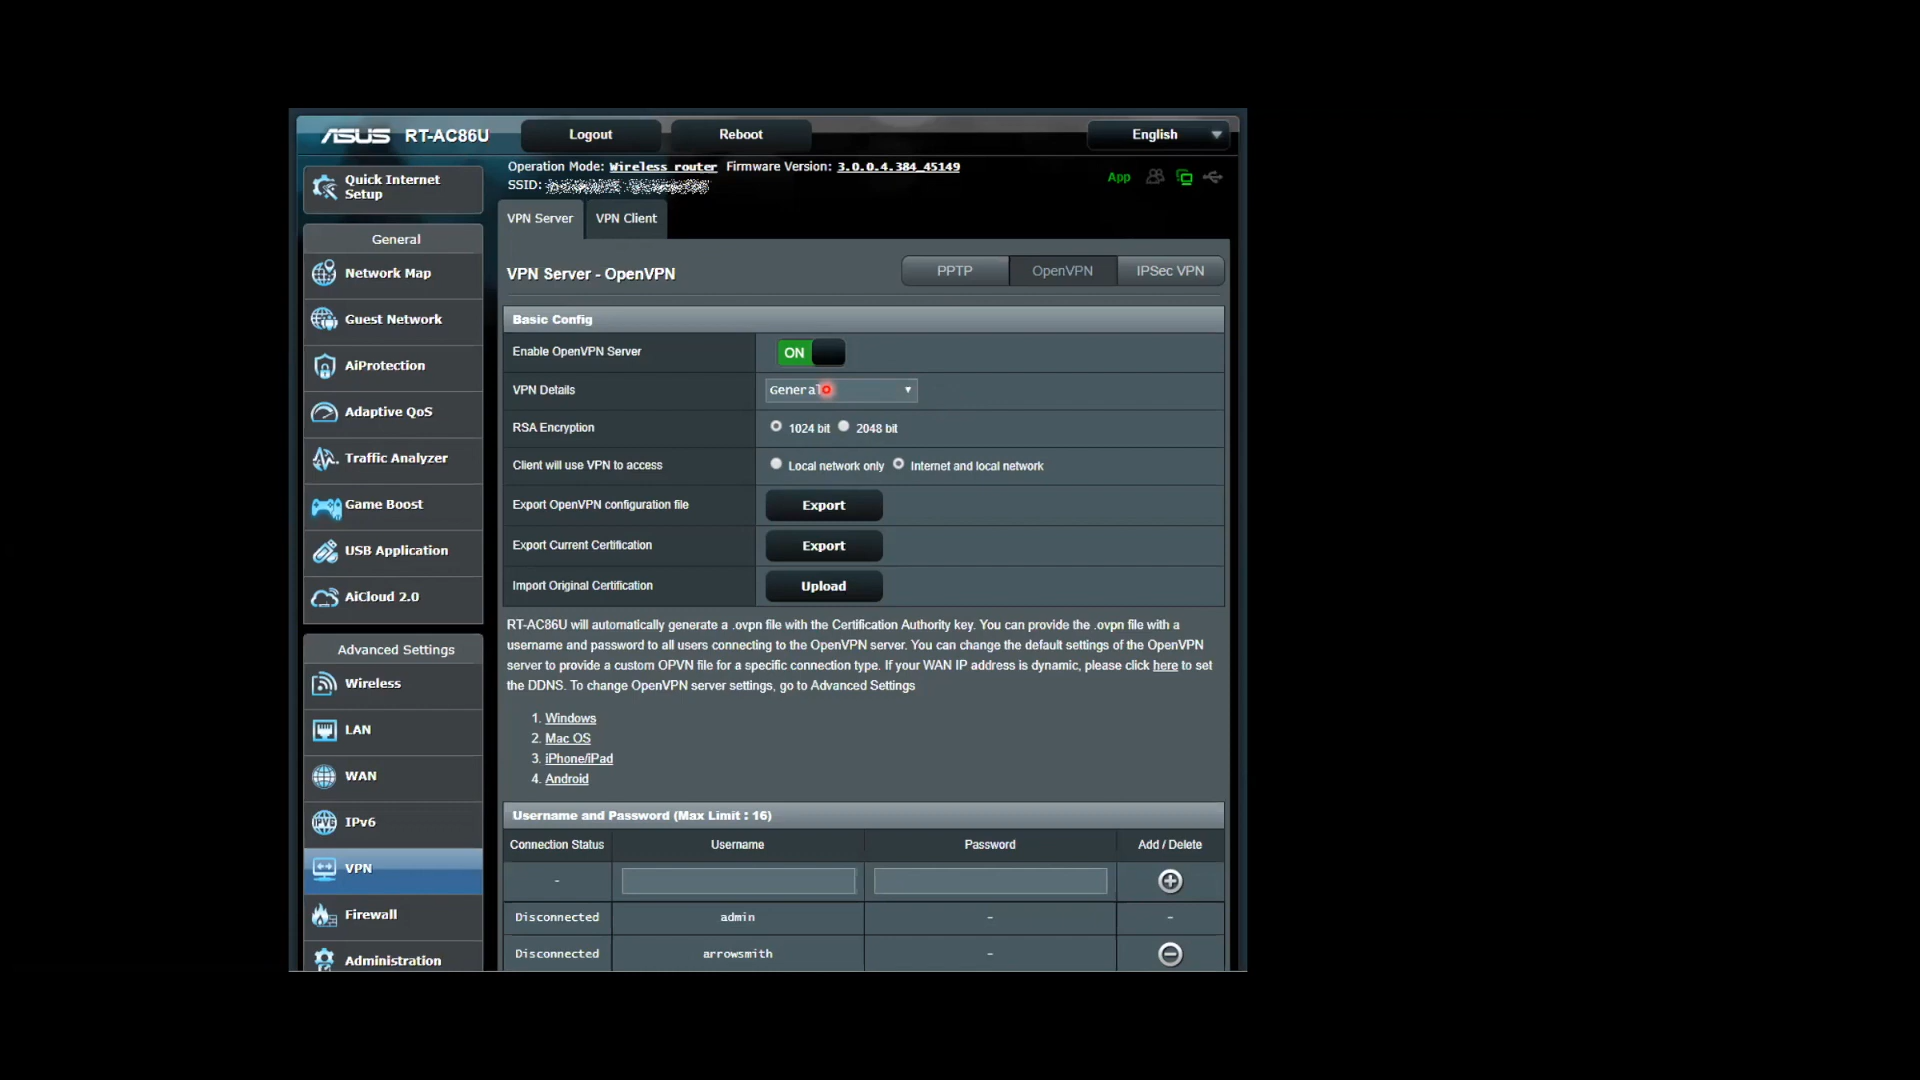 ASUS RT-AC86U Logout Reboot English
Operation Mode: Wireless router Firmware Version: 3.0.0.4.384_45149
SSID:
App
Quick Internet
Setup
General
Network Map
Guest Network
AiProtection
Adaptive QoS
Traffic Analyzer
Game Boost
USB Application
AiCloud 2.0
Advanced Settings
Wireless
LAN
WAN
IPv6
VPN
Firewall
Administration
VPN Server VPN Client
VPN Server - OpenVPN PPTP OpenVPN IPSec VPN
Basic Config
Enable OpenVPN Server ON
VPN Details General
RSA Encryption 1024 bit 2048 bit
Client will use VPN to access Local network only Internet and local network
Export OpenVPN configuration file Export
Export Current Certification Export
Import Original Certification Upload
RT-AC86U will automatically generate a .ovpn file with the Certification Authority key. You can provide the .ovpn file with a
username and password to all users connecting to the OpenVPN server. You can change the default settings of the OpenVPN
server to provide a custom OPVN file for a specific connection type. If your WAN IP address is dynamic, please click here to set
the DDNS. To change OpenVPN server settings, go to Advanced Settings
1. Windows
2. Mac OS
3. iPhone/iPad
4. Android
Username and Password (Max Limit : 16)
Connection Status Username Password Add / Delete
-
Disconnected admin - -
Disconnected arrowsmith -